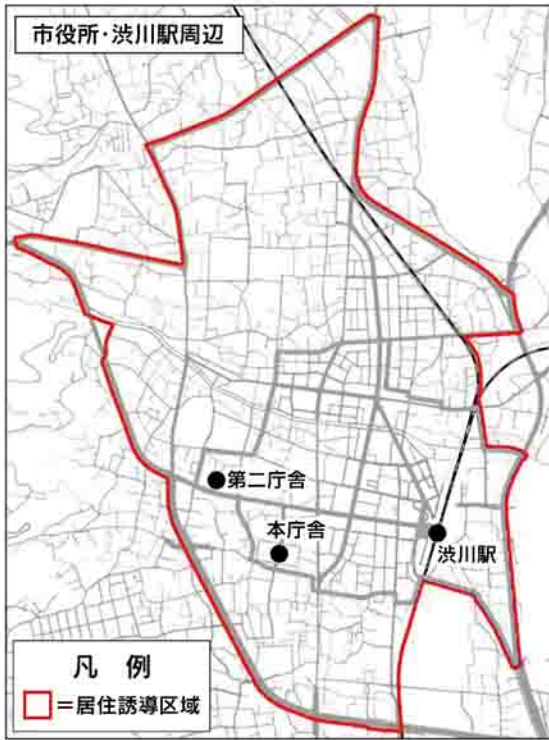 市役所・渋川駅周辺
第二庁舎
本庁舎
渋川駅
凡 例
=居住誘導区域